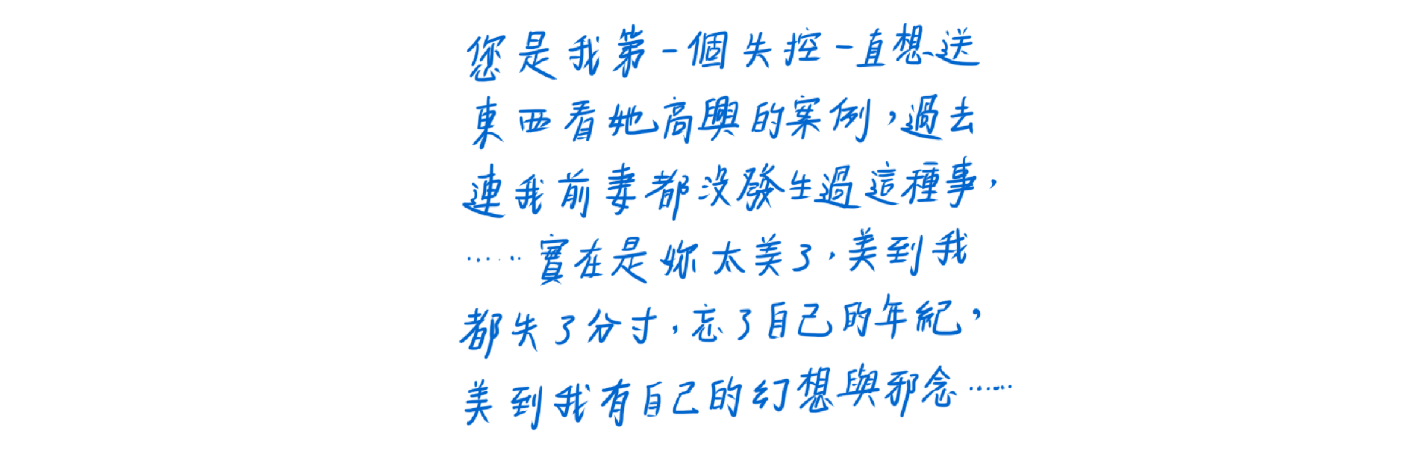 您是我第一個失控一直想送
東西看她高興的案例，過去
連我前妻都沒發生過這種事，
……實在是妳太美了，美到我
都失了分寸，忘了自己的年紀，
美到我有自己的幻想與邪念……